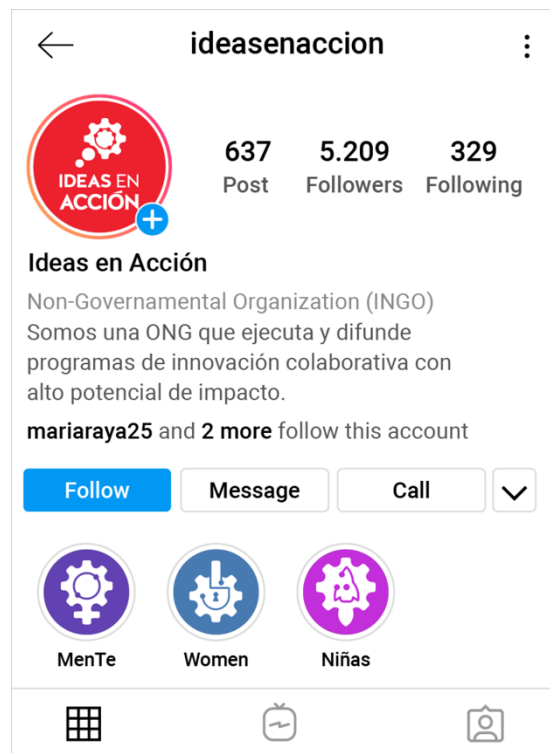 ideasenaccion
IDEAS EN
ACCIÓN
637 5.209 329
Post Followers Following
Ideas en Acción
Non-Governamental Organization (INGO)
Somos una ONG que ejecuta y difunde
programas de innovación colaborativa con
alto potencial de impacto.
mariaraya25 and 2 more follow this account
Follow Message Call
MenTe Women Niñas